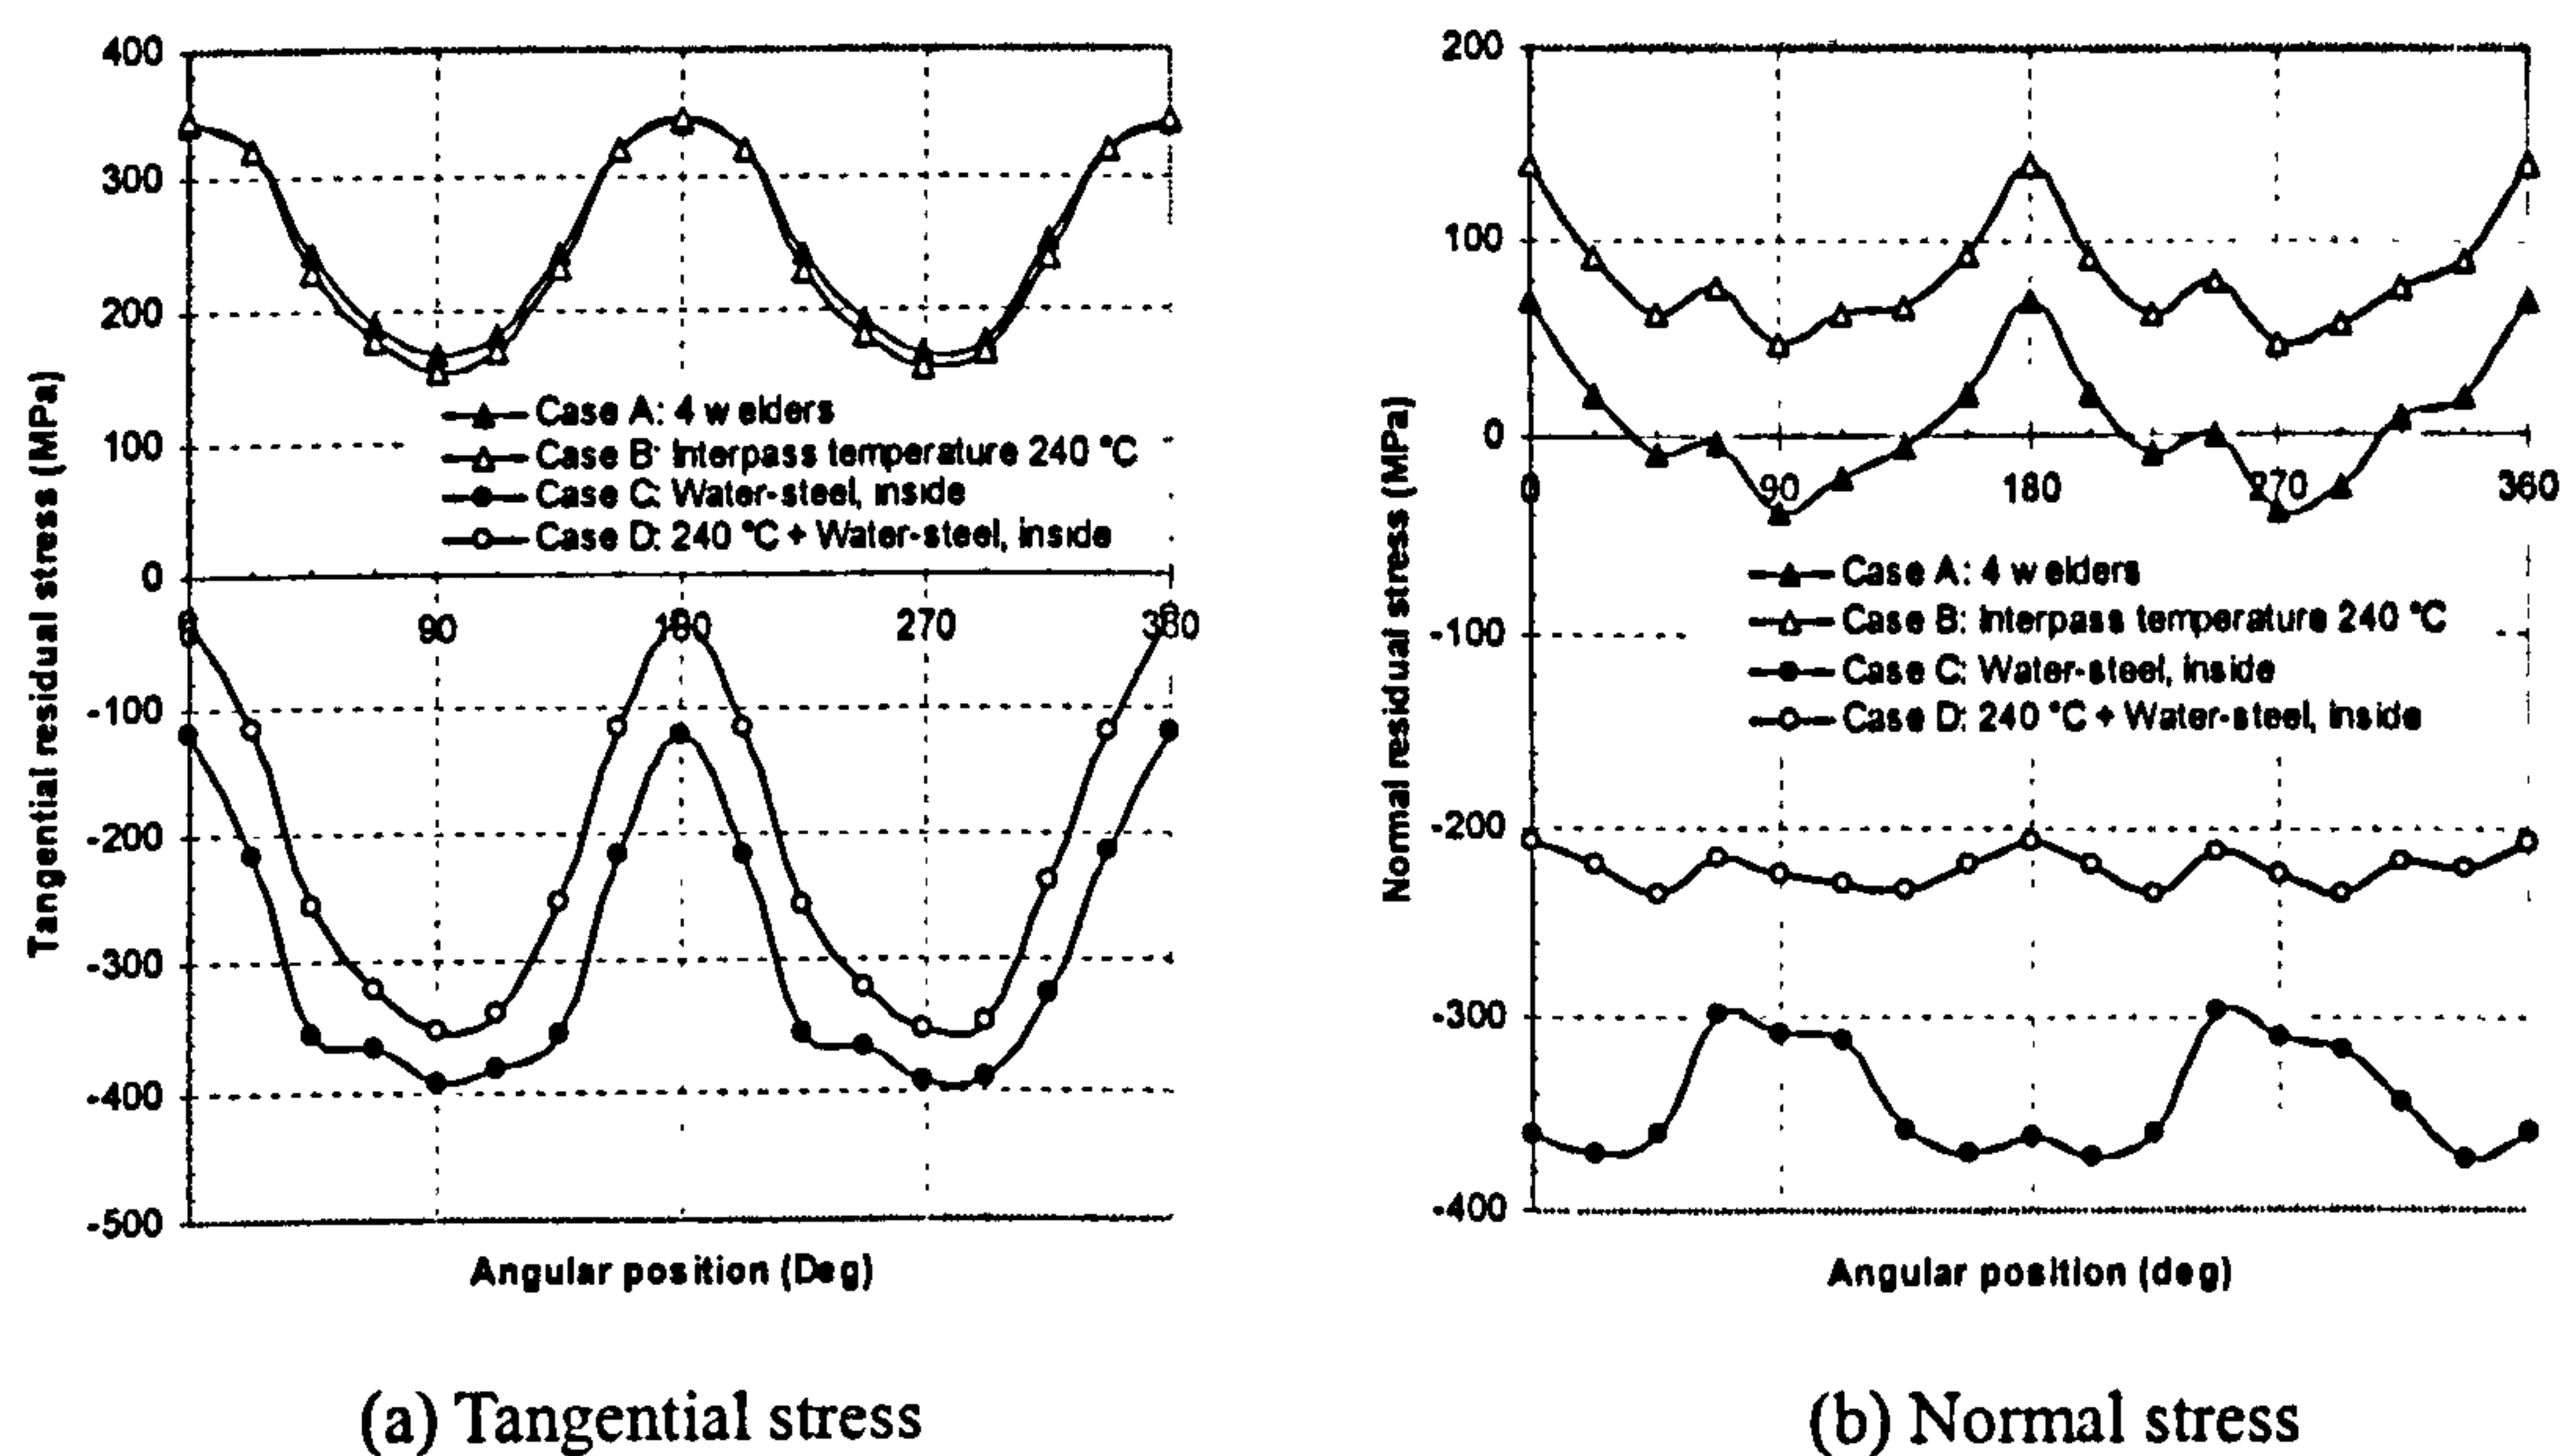 400
300
200
100
0
-100
-200
-300
-400
-500
Tangential residual stress (MPa)
0 90 180 270 360
Case A: 4 welders
Case B: Interpass temperature 240 °C
Case C: Water-steel, inside
Case D: 240 °C + Water-steel, inside
Angular position (Deg)
(a) Tangential stress
200
100
0
-100
-200
-300
-400
Normal residual stress (MPa)
0 90 180 270 360
Case A: 4 welders
Case B: Interpass temperature 240 °C
Case C: Water-steel, inside
Case D: 240 °C + Water-steel, inside
Angular position (deg)
(b) Normal stress